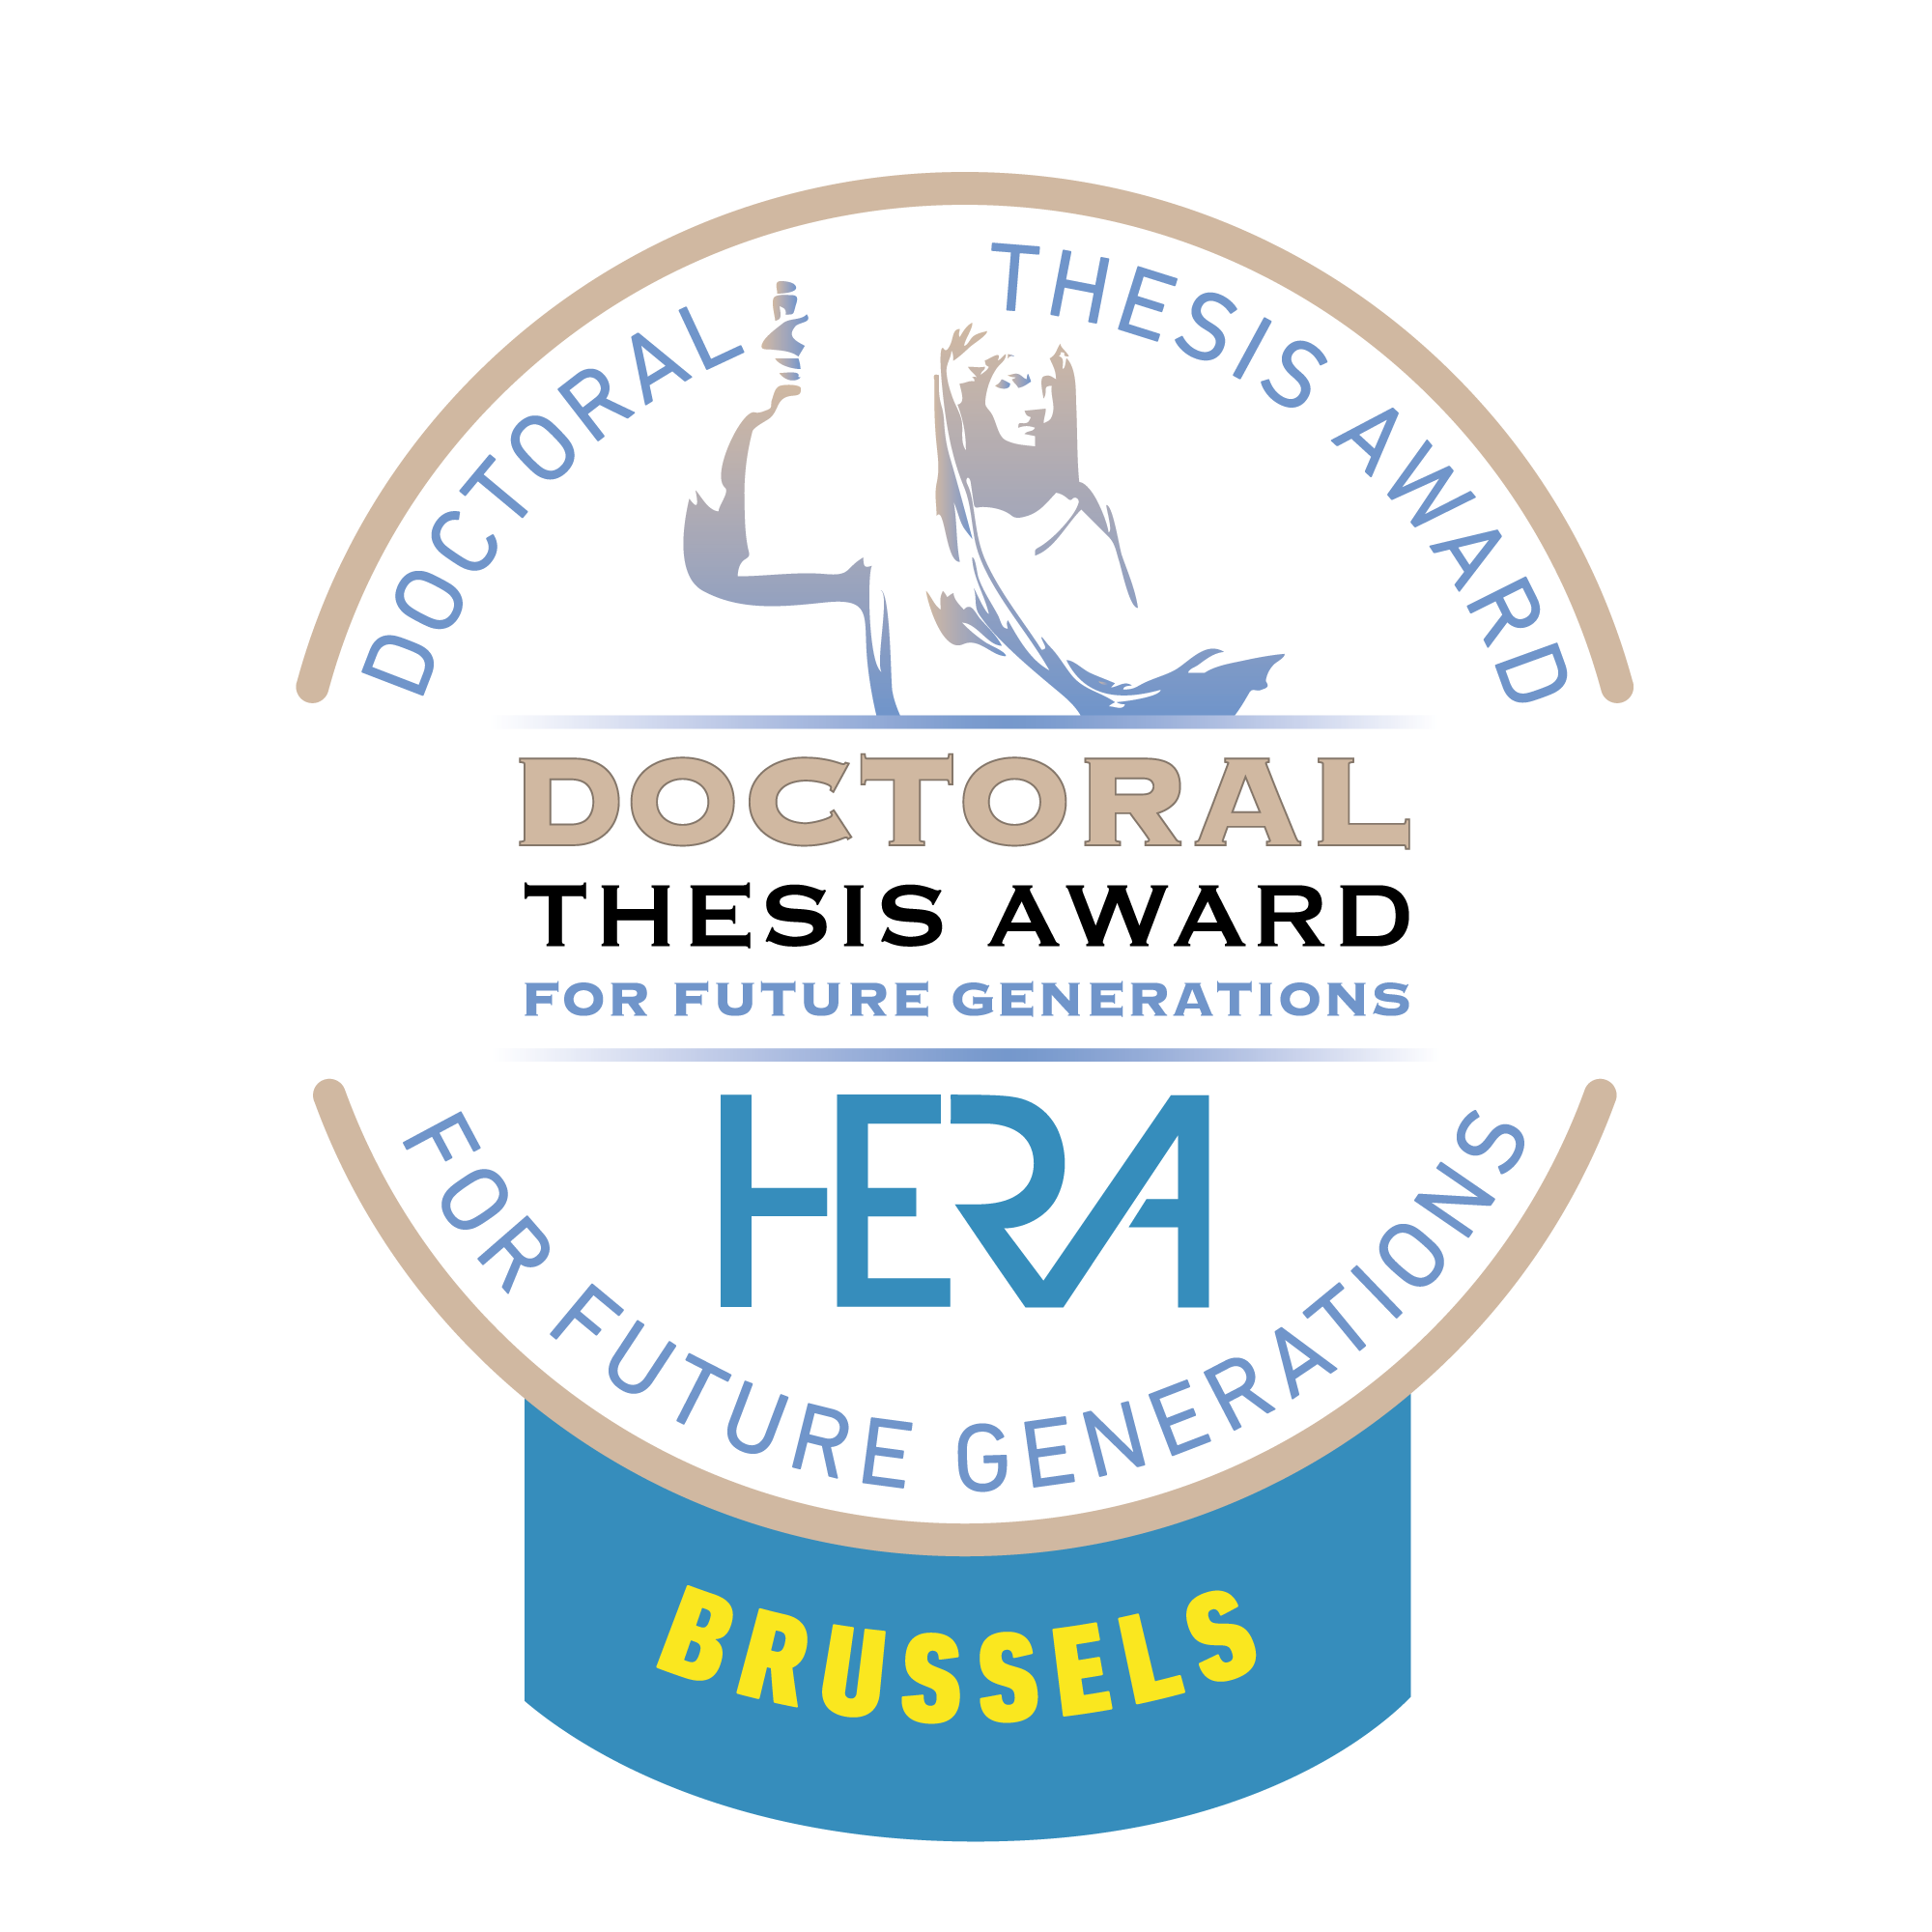 DOCTORAL THESIS AWARD
DOCTORAL
THESIS AWARD
FOR FUTURE GENERATIONS
HERA
FOR FUTURE GENERATIONS
BRUSSELS